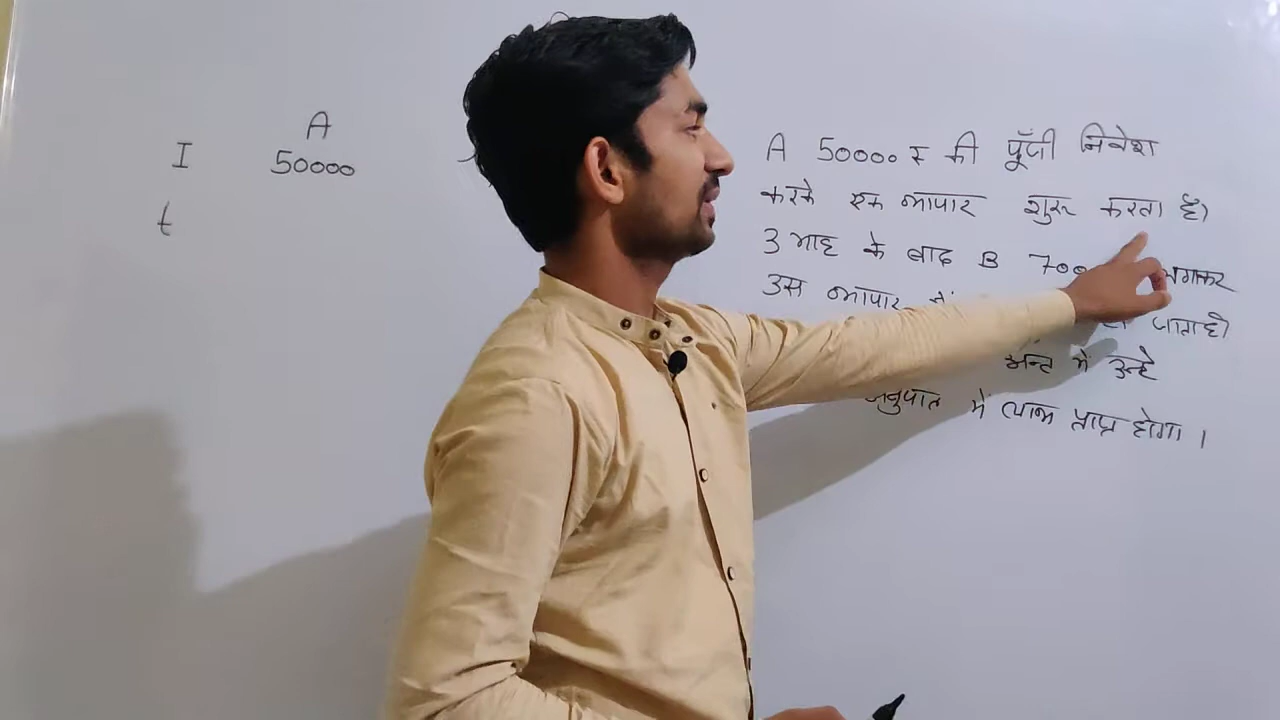 A
I 50000
t
A 50000 ₹ की पूँजी निवेश
करके एक व्यापार शुरू करता है।
3 माह के बाद B 700 लगाकर
उस व्यापार में जाता है।
अन्त में उन्हे
अनुपात में लाभ प्राप्त होगा ।